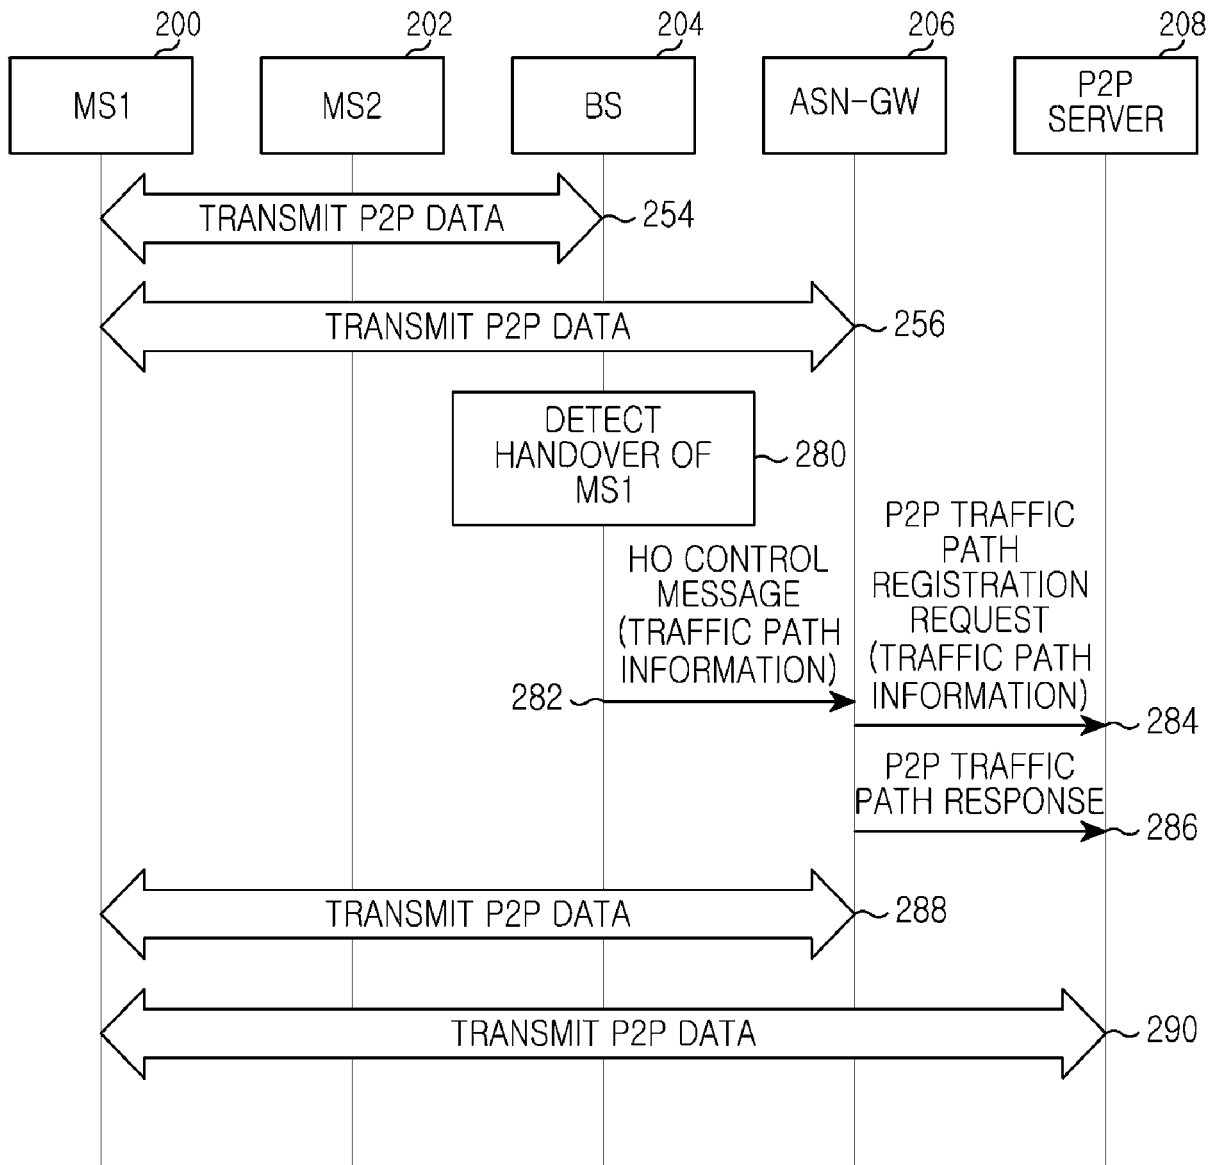 200
202
204
206
208
MS1
MS2
BS
ASN-GW
P2P
SERVER
TRANSMIT P2P DATA
254
TRANSMIT P2P DATA
256
DETECT
HANDOVER OF
MS1
280
HO CONTROL
MESSAGE
(TRAFFIC PATH
INFORMATION)
282
P2P TRAFFIC
PATH
REGISTRATION
REQUEST
(TRAFFIC PATH
INFORMATION)
284
P2P TRAFFIC
PATH RESPONSE
286
TRANSMIT P2P DATA
288
TRANSMIT P2P DATA
290